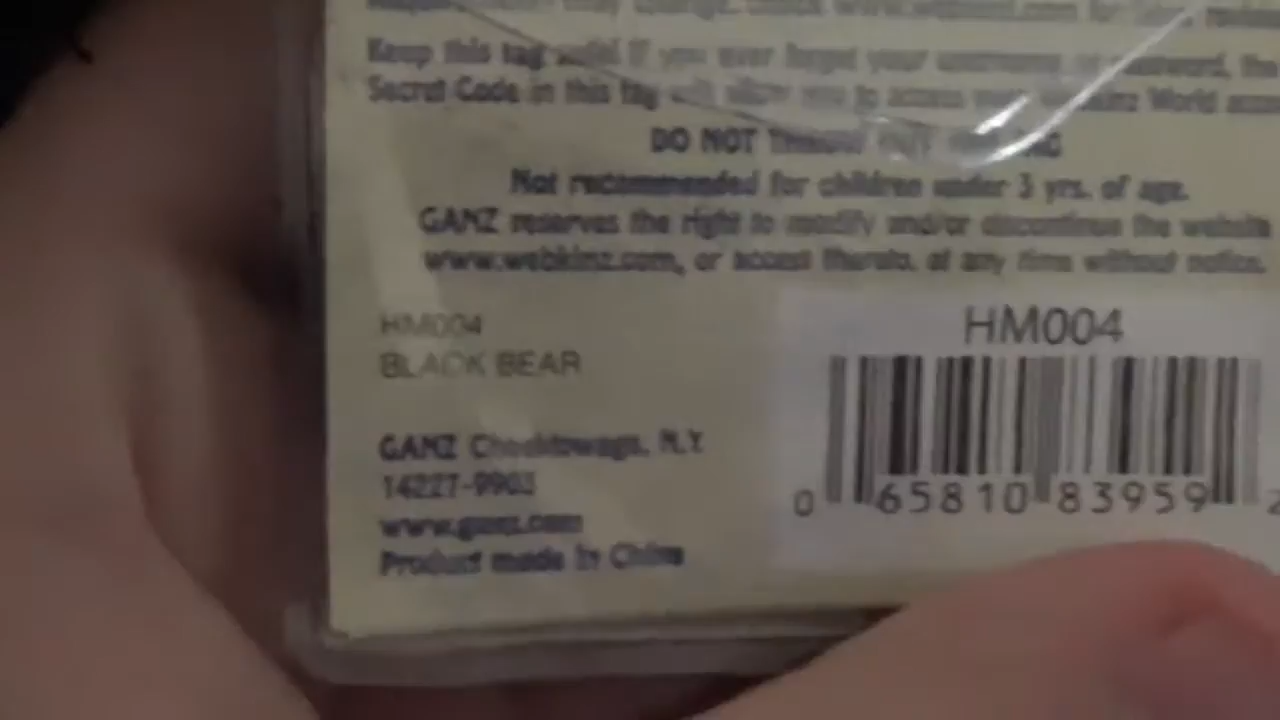 Keep this tag safe! If you ever forget your username or password, the
Secret Code in this tag will allow you to access your Webkinz World
DO NOT THROW OUT
Not recommended for children under 3 yrs. of age.
GANZ reserves the right to modify and/or discontinue the website
www.webkinz.com, or access thereto, at any time without notice.
HM004
BLACK BEAR
GANZ Cheektowaga, N.Y.
14227-9903
www.ganz.com
Product made in China
HM004
0 65810 83959 2